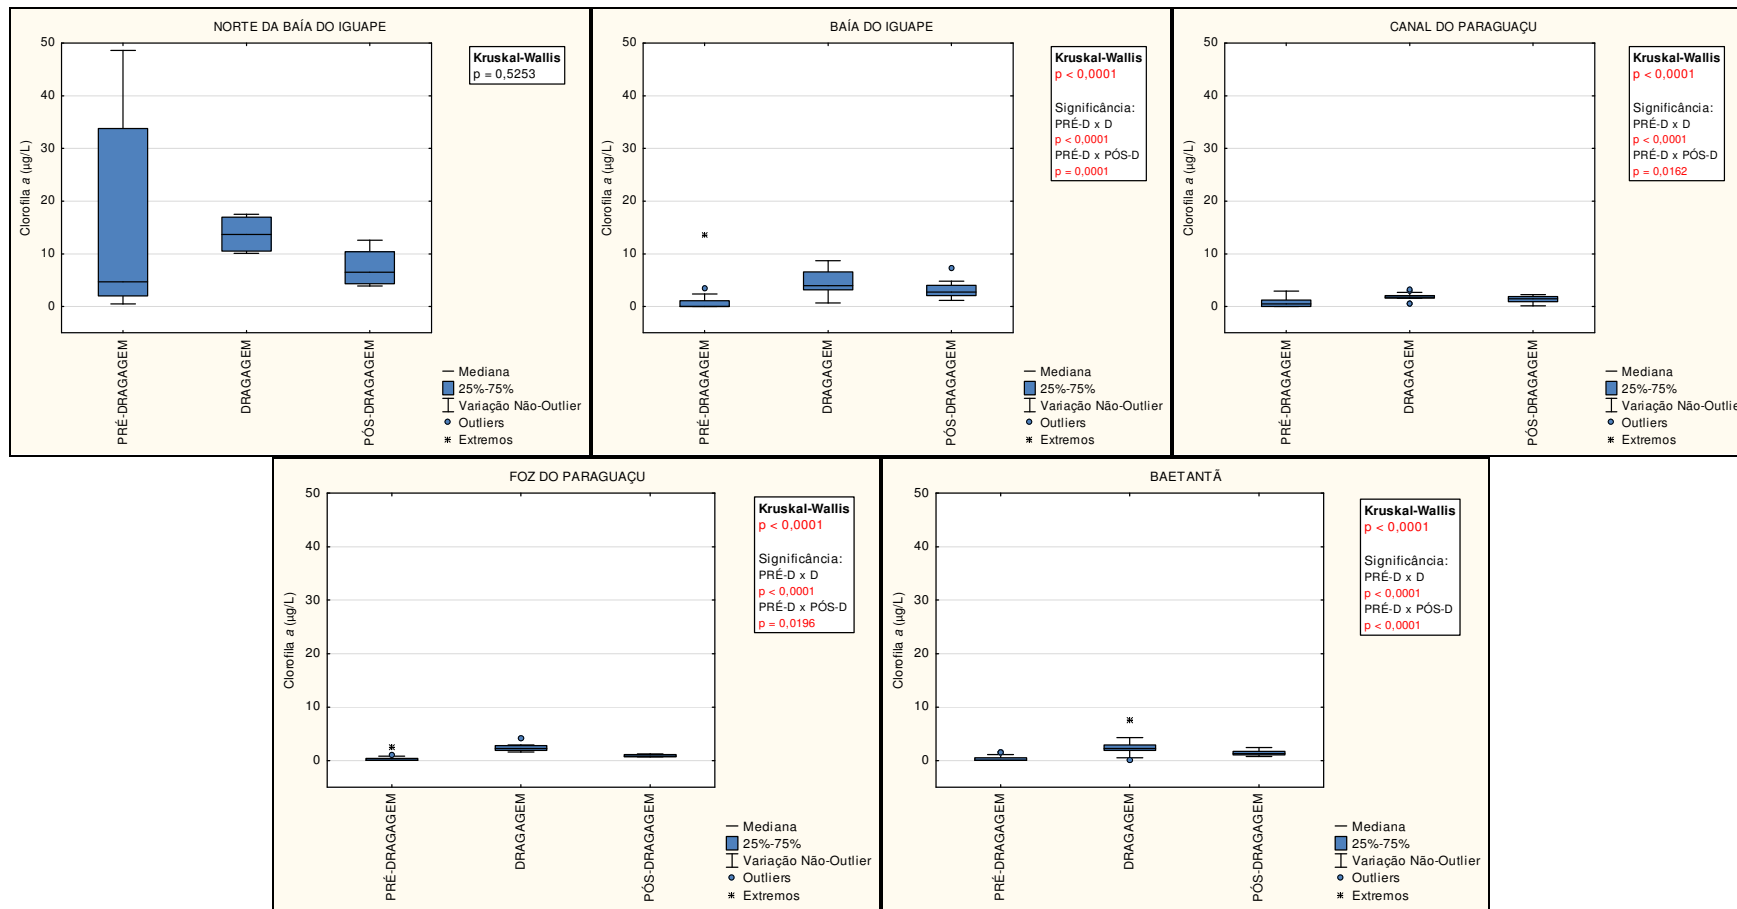 NORTE DA BAÍA DO IGUAPE
Kruskal-Wallis
p = 0,5253
Clorofila a (µg/L)
50
40
30
20
10
0
PRÉ-DRAGAGEM
DRAGAGEM
PÓS-DRAGAGEM
Mediana
25%-75%
Variação Não-Outlier
Outliers
Extremos
BAÍA DO IGUAPE
Kruskal-Wallis
p < 0,0001
Significância:
PRÉ-D x D
p < 0,0001
PRÉ-D x PÓS-D
p = 0,0001
Clorofila a (µg/L)
50
40
30
20
10
0
PRÉ-DRAGAGEM
DRAGAGEM
PÓS-DRAGAGEM
Mediana
25%-75%
Variação Não-Outlier
Outliers
Extremos
CANAL DO PARAGUAÇU
Kruskal-Wallis
p < 0,0001
Significância:
PRÉ-D x D
p < 0,0001
PRÉ-D x PÓS-D
p = 0,0162
Clorofila a (µg/L)
50
40
30
20
10
0
PRÉ-DRAGAGEM
DRAGAGEM
PÓS-DRAGAGEM
Mediana
25%-75%
Variação Não-Outlier
Outliers
Extremos
FOZ DO PARAGUAÇU
Kruskal-Wallis
p < 0,0001
Significância:
PRÉ-D x D
p < 0,0001
PRÉ-D x PÓS-D
p = 0,0196
Clorofila a (µg/L)
50
40
30
20
10
0
PRÉ-DRAGAGEM
DRAGAGEM
PÓS-DRAGAGEM
Mediana
25%-75%
Variação Não-Outlier
Outliers
Extremos
BAETANTÃ
Kruskal-Wallis
p < 0,0001
Significância:
PRÉ-D x D
p < 0,0001
PRÉ-D x PÓS-D
p < 0,0001
Clorofila a (µg/L)
50
40
30
20
10
0
PRÉ-DRAGAGEM
DRAGAGEM
PÓS-DRAGAGEM
Mediana
25%-75%
Variação Não-Outlier
Outliers
Extremos